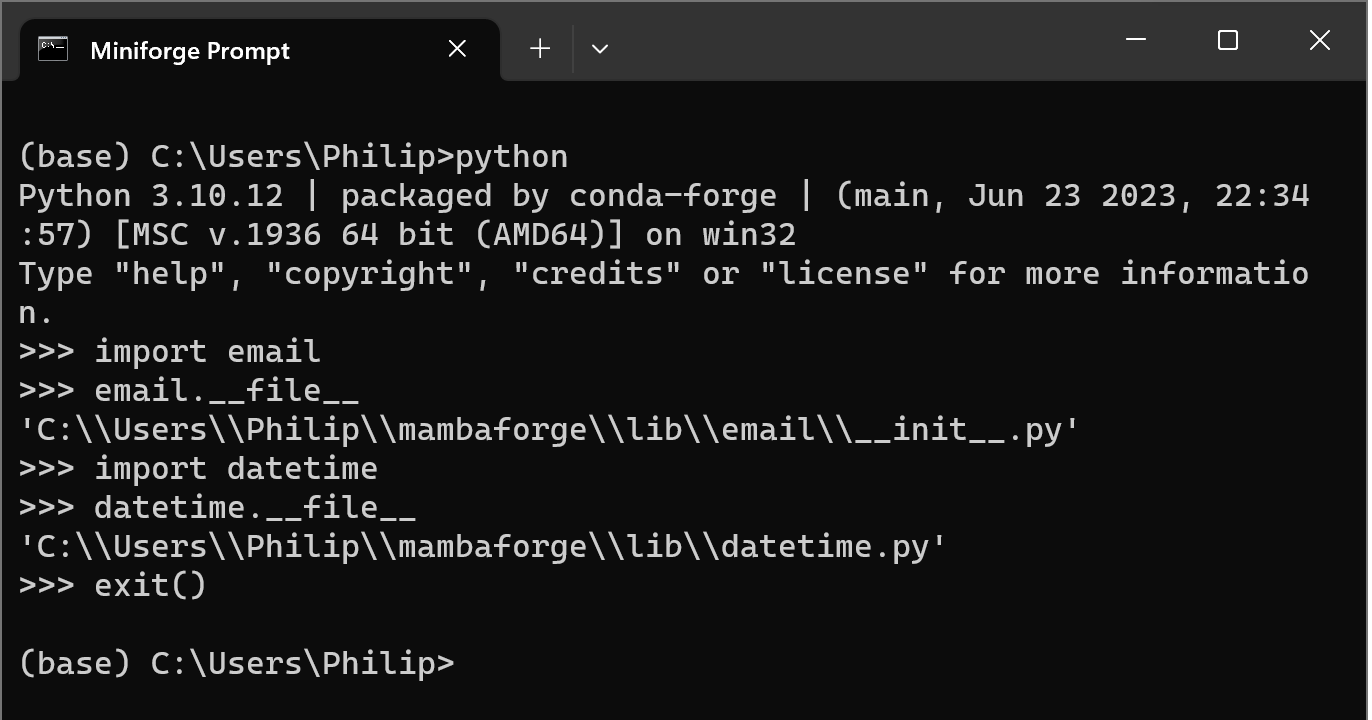 Miniforge Prompt
(base) C:\Users\Philip>python
Python 3.10.12 | packaged by conda-forge | (main, Jun 23 2023, 22:34
:57) [MSC v.1936 64 bit (AMD64)] on win32
Type "help", "copyright", "credits" or "license" for more informatio
n.
>>> import email
>>> email.__file__
'C:\\Users\\Philip\\mambaforge\\lib\\email\\__init__.py'
>>> import datetime
>>> datetime.__file__
'C:\\Users\\Philip\\mambaforge\\lib\\datetime.py'
>>> exit()
(base) C:\Users\Philip>